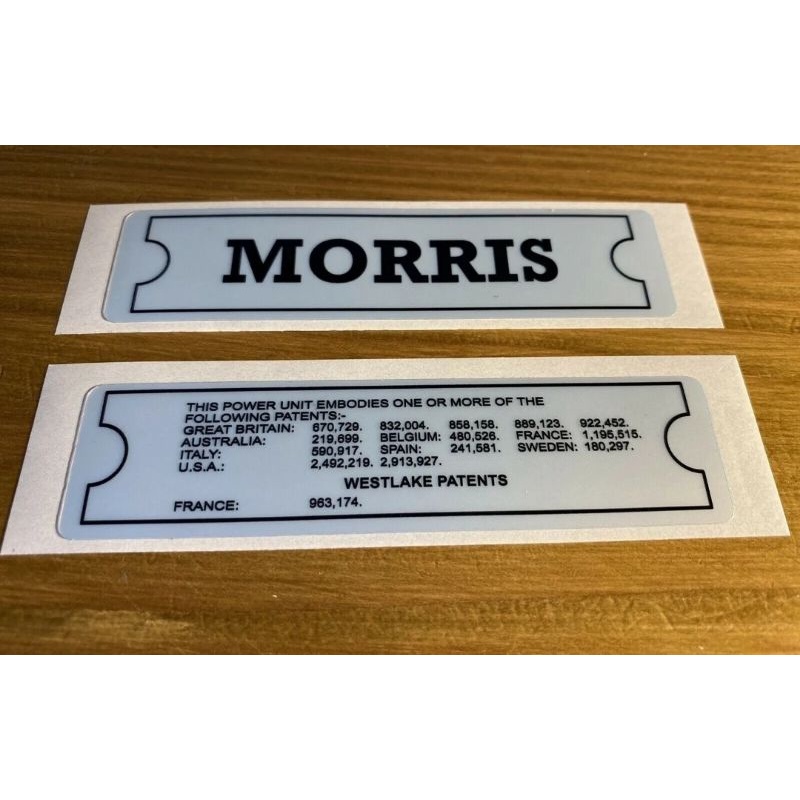 MORRIS
THIS POWER UNIT EMBODIES ONE OR MORE OF THE
FOLLOWING PATENTS:-
GREAT BRITAIN: 670,729. 832,004. 858,158. 889,123. 922,452.
AUSTRALIA: 219,699. BELGIUM: 480,526. FRANCE: 1,195,515.
ITALY: 590,917. SPAIN: 241,581. SWEDEN: 180,297.
U.S.A.: 2,492,219. 2,913,927.
WESTLAKE PATENTS
FRANCE: 963,174.